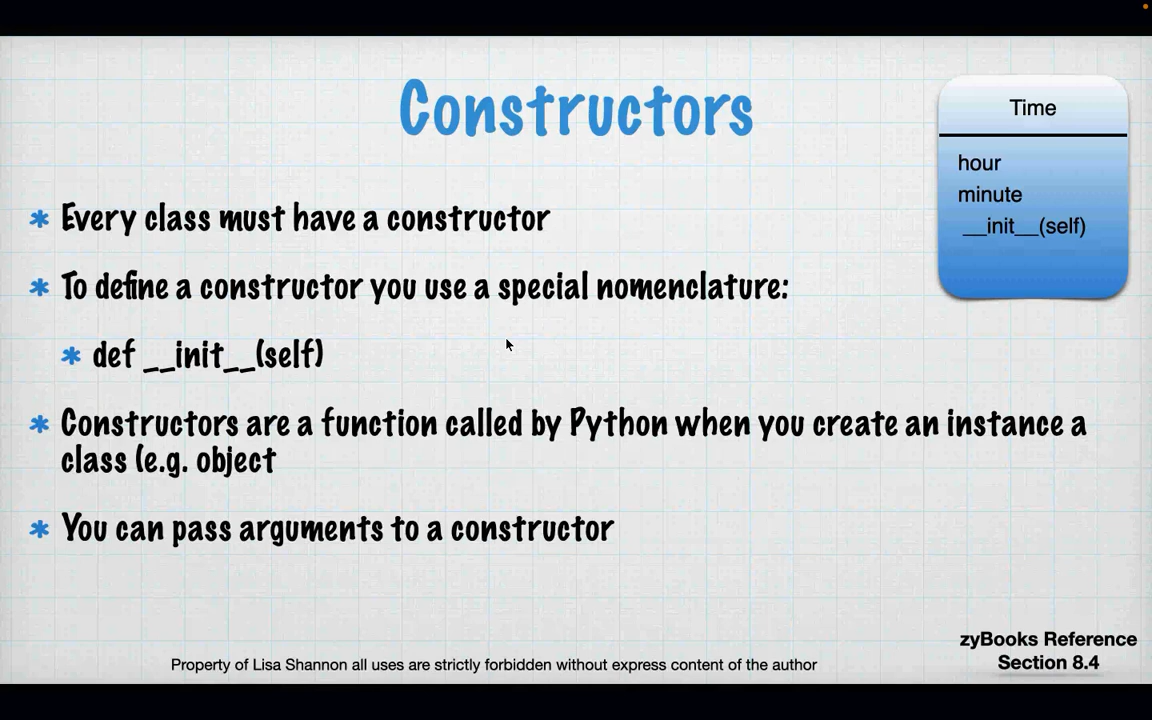 Constructors
Time
hour
minute
__init__(self)
* Every class must have a constructor
* To define a constructor you use a special nomenclature:
* def __init__(self)
* Constructors are a function called by Python when you create an instance a
class (e.g. object
* You can pass arguments to a constructor
zyBooks Reference
Section 8.4
Property of Lisa Shannon all uses are strictly forbidden without express content of the author